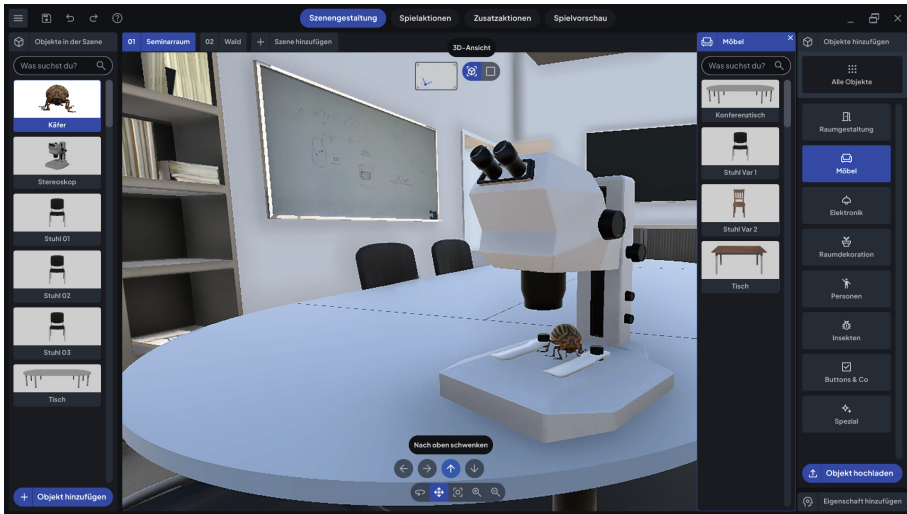 Szenengestaltung
Spielaktionen
Zusatzaktionen
Spielvorschau
Objekte in der Szene
01 Seminarraum
02 Wald
+ Szene hinzufügen
3D-Ansicht
Möbel
Objekte hinzufügen
Was suchst du?
Käfer
Stereoskop
Stuhl 01
Stuhl 02
Stuhl 03
Tisch
+ Objekt hinzufügen
Nach oben schwenken
Was suchst du?
Konferenztisch
Stuhl Var 1
Stuhl Var 2
Tisch
Alle Objekte
Raumgestaltung
Möbel
Elektronik
Raumdekoration
Personen
Insekten
Buttons & Co
Spezial
Objekt hochladen
Eigenschaft hinzufügen